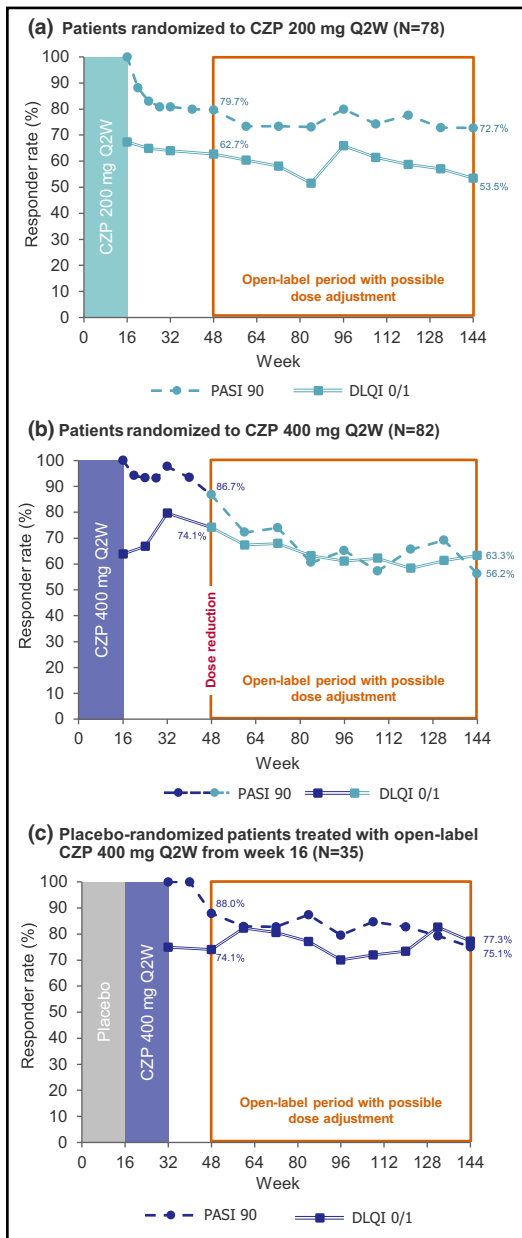 (a) Patients randomized to CZP 200 mg Q2W (N=78)
Responder rate (%)
100
90
80
70
60
50
40
30
20
10
0
CZP 200 mg Q2W
79.7%
62.7%
72.7%
53.5%
Open-label period with possible
dose adjustment
0 16 32 48 64 80 96 112 128 144
Week
PASI 90 DLQI 0/1
(b) Patients randomized to CZP 400 mg Q2W (N=82)
Responder rate (%)
100
90
80
70
60
50
40
30
20
10
0
CZP 400 mg Q2W
86.7%
74.1%
63.3%
56.2%
Dose reduction
Open-label period with possible
dose adjustment
0 16 32 48 64 80 96 112 128 144
Week
PASI 90 DLQI 0/1
(c) Placebo-randomized patients treated with open-label
CZP 400 mg Q2W from week 16 (N=35)
Responder rate (%)
100
90
80
70
60
50
40
30
20
10
0
Placebo
CZP 400 mg Q2W
88.0%
74.1%
77.3%
75.1%
Open-label period with possible
dose adjustment
0 16 32 48 64 80 96 112 128 144
Week
PASI 90 DLQI 0/1